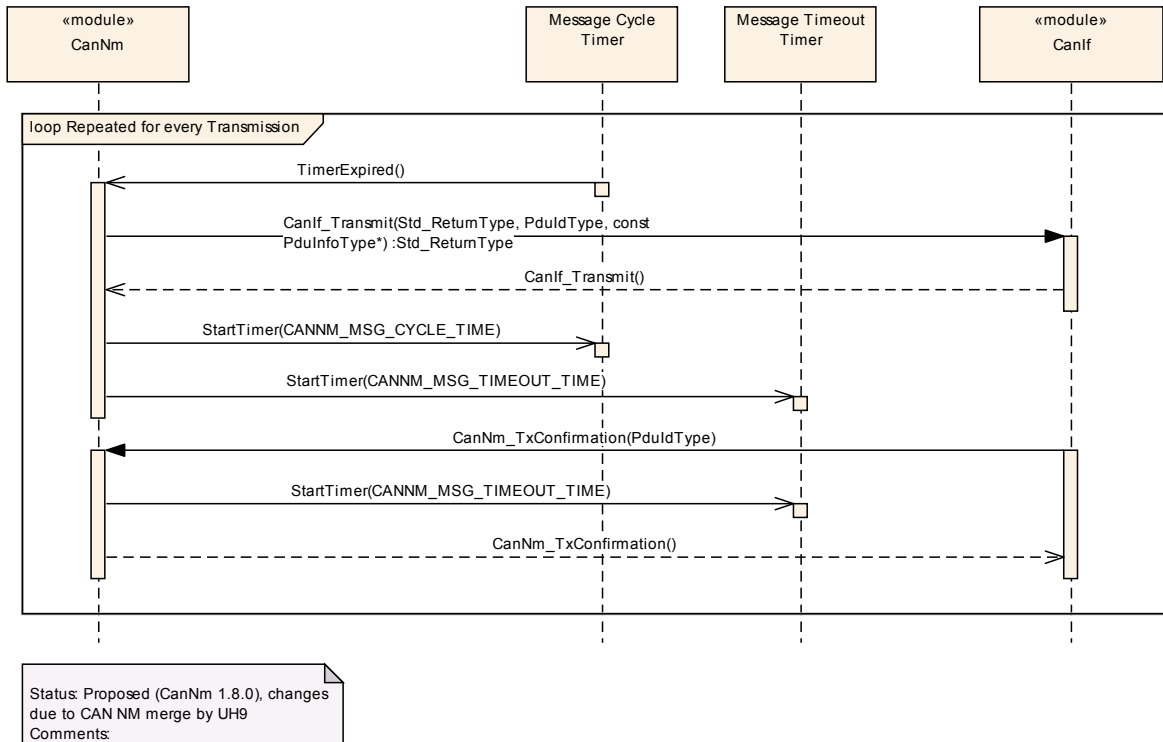 «module»
CanNm
Message Cycle
Timer
Message Timeout
Timer
«module»
CanIf
loop Repeated for every Transmission
TimerExpired()
CanIf_Transmit(Std_ReturnType, PduIdType, const
PduInfoType*) :Std_ReturnType
CanIf_Transmit()
StartTimer(CANNM_MSG_CYCLE_TIME)
StartTimer(CANNM_MSG_TIMEOUT_TIME)
CanNm_TxConfirmation(PduIdType)
StartTimer(CANNM_MSG_TIMEOUT_TIME)
CanNm_TxConfirmation()
Status: Proposed (CanNm 1.8.0), changes
due to CAN NM merge by UH9
Comments: